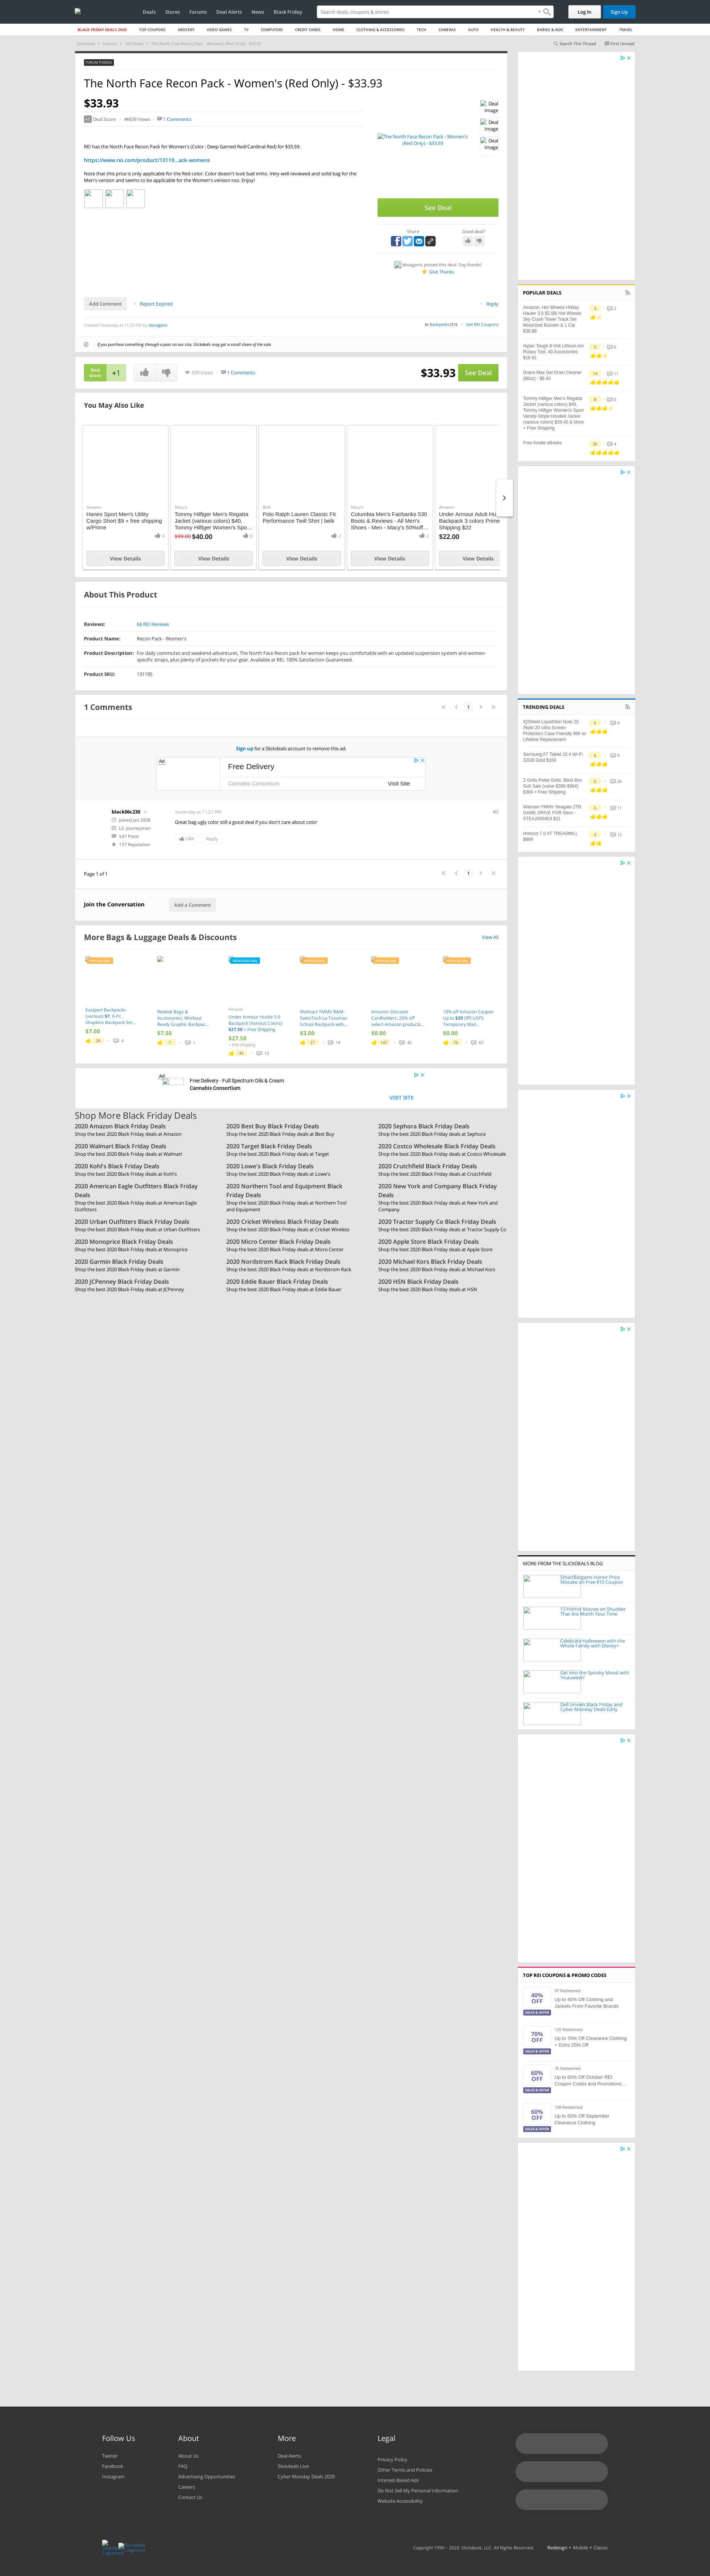 Deals Stores Forums Deal Alerts News Black Friday
Search deals, coupons & stores
Log In
Sign Up
BLACK FRIDAY DEALS 2020 TOP COUPONS GROCERY VIDEO GAMES TV COMPUTERS CREDIT CARDS HOME CLOTHING & ACCESSORIES TECH CAMERAS AUTO HEALTH & BEAUTY BABIES & KIDS ENTERTAINMENT TRAVEL
Slickdeals Forums Hot Deals The North Face Recon Pack - Women's (Red Only) - $33.93
Search This Thread
First Unread
FORUM THREAD
The North Face Recon Pack - Women's (Red Only) - $33.93
$33.93
+1 Deal Score
839 Views
1 Comments
REI has the North Face Recon Pack for Women's (Color : Deep Garned Red/Cardinal Red) for $33.93:
https://www.rei.com/product/13119...ack-womens
Note that this price is only applicable for the Red color. Color doesn't look bad imho. Very well reviewed and solid bag for the Men's version and seems to be applicable for the Women's version too. Enjoy!
The North Face Recon Pack - Women's (Red Only) - $33.93
Deal Image
Deal Image
Deal Image
See Deal
Share
Good deal?
dosagami posted this deal. Say thanks!
Give Thanks
Add Comment
Report Expired
Reply
Created Yesterday at 11:23 PM by dosagami
in Backpacks (11)
Get REI Coupons
If you purchase something through a post on our site, Slickdeals may get a small share of the sale.
Deal Score
+1
839 Views
1 Comments
$33.93
See Deal
You May Also Like
Amazon
Hanes Sport Men's Utility Cargo Short $9 + free shipping w/Prime
4
View Details
Macy's
Tommy Hilfiger Men's Regatta Jacket (various colors) $40, Tommy Hilfiger Women's Spo...
$99.00 $40.00
8
View Details
Belk
Polo Ralph Lauren Classic Fit Performance Twill Shirt | belk
2
View Details
Macy's
Columbia Men's Fairbanks 530 Boots & Reviews - All Men's Shoes - Men - Macy's 50%off...
2
View Details
Amazon
Under Armour Adult Hu
Backpack 3 colors Prime
Shipping $22
$22.00
View Details
About This Product
Reviews: 66 REI Reviews
Product Name: Recon Pack - Women's
Product Description: For daily commutes and weekend adventures, The North Face Recon pack for women keeps you comfortable with an updated suspension system and women-specific straps, plus plenty of pockets for your gear. Available at REI, 100% Satisfaction Guaranteed.
Product SKU: 131195
1 Comments
1
Sign up for a Slickdeals account to remove this ad.
Ad
Free Delivery
Cannabis Consortium
Visit Site
black06c230
Joined Jan 2008
L5: Journeyman
537 Posts
137 Reputation
Yesterday at 11:27 PM
#2
Great bag ugly color still a good deal if you don't care about color
Like
Reply
Page 1 of 1
1
Join the Conversation
Add a Comment
More Bags & Luggage Deals & Discounts
View All
Eastport Backpacks (various) $7, 6-Pc. Shopkins Backpack Set...
$7.00
24 4
Reebok Bags & Accessories: Workout Ready Graphic Backpac...
$7.50
7 1
FRONTPAGE DEAL
Amazon
Under Armour Hustle 5.0 Backpack (Various Colors) $27.50 + Free Shipping
$27.50
+ Free Shipping
44 13
Walmart YMMV B&M - SwissTech La Tzoumaz School Backpack with...
$3.00
27 14
Amazon: Discover Cardholders: 20% off select Amazon products...
$0.00
147 42
10% off Amazon Coupon Up to $20 Off: USPS Temporary Mail...
$0.00
76 67
Ad
Free Delivery - Full Spectrum Oils & Cream
Cannabis Consortium
VISIT SITE
Shop More Black Friday Deals
2020 Amazon Black Friday Deals
Shop the best 2020 Black Friday deals at Amazon
2020 Best Buy Black Friday Deals
Shop the best 2020 Black Friday deals at Best Buy
2020 Sephora Black Friday Deals
Shop the best 2020 Black Friday deals at Sephora
2020 Walmart Black Friday Deals
Shop the best 2020 Black Friday deals at Walmart
2020 Target Black Friday Deals
Shop the best 2020 Black Friday deals at Target
2020 Costco Wholesale Black Friday Deals
Shop the best 2020 Black Friday deals at Costco Wholesale
2020 Kohl's Black Friday Deals
Shop the best 2020 Black Friday deals at Kohl's
2020 Lowe's Black Friday Deals
Shop the best 2020 Black Friday deals at Lowe's
2020 Crutchfield Black Friday Deals
Shop the best 2020 Black Friday deals at Crutchfield
2020 American Eagle Outfitters Black Friday Deals
Shop the best 2020 Black Friday deals at American Eagle Outfitters
2020 Northern Tool and Equipment Black Friday Deals
Shop the best 2020 Black Friday deals at Northern Tool and Equipment
2020 New York and Company Black Friday Deals
Shop the best 2020 Black Friday deals at New York and Company
2020 Urban Outfitters Black Friday Deals
Shop the best 2020 Black Friday deals at Urban Outfitters
2020 Cricket Wireless Black Friday Deals
Shop the best 2020 Black Friday deals at Cricket Wireless
2020 Tractor Supply Co Black Friday Deals
Shop the best 2020 Black Friday deals at Tractor Supply Co
2020 Monoprice Black Friday Deals
Shop the best 2020 Black Friday deals at Monoprice
2020 Micro Center Black Friday Deals
Shop the best 2020 Black Friday deals at Micro Center
2020 Apple Store Black Friday Deals
Shop the best 2020 Black Friday deals at Apple Store
2020 Garmin Black Friday Deals
Shop the best 2020 Black Friday deals at Garmin
2020 Nordstrom Rack Black Friday Deals
Shop the best 2020 Black Friday deals at Nordstrom Rack
2020 Michael Kors Black Friday Deals
Shop the best 2020 Black Friday deals at Michael Kors
2020 JCPenney Black Friday Deals
Shop the best 2020 Black Friday deals at JCPenney
2020 Eddie Bauer Black Friday Deals
Shop the best 2020 Black Friday deals at Eddie Bauer
2020 HSN Black Friday Deals
Shop the best 2020 Black Friday deals at HSN
POPULAR DEALS
Amazon: Hot Wheels HiWay Hauler 3.0 $2.98| Hot Wheels Sky Crash Tower Track Set Motorized Booster & 1 Car $38.88
Hyper Tough 8-Volt Lithium-ion Rotary Tool, 40 Accessories $19.91
Drano Max Gel Drain Cleaner (80oz) - $6.43
Tommy Hilfiger Men's Regatta Jacket (various colors) $40, Tommy Hilfiger Women's Sport Varsity-Stripe Hooded Jacket (various colors) $39.40 & More + Free Shipping
Free Kindle eBooks
TRENDING DEALS
IQShield LiquidSkin Note 20 /Note 20 Ultra Screen Protectors Case Friendly 99¢ w/ Lifetime Replacement
Samsung A7 Tablet 10.4 Wi-Fi 32GB Gold $169
Z Grills Pellet Grills: Blind Box Grill Sale (value $399-$584) $309 + Free Shipping
Walmart YMMV Seagate 2TB GAME DRIVE FOR Xbox - STEA2000403 $21
Horizon 7.0 AT TREADMILL $899
MORE FROM THE SLICKDEALS BLOG
SmartBargains Honor Price Mistake on Free $10 Coupon
13 Horror Movies on Shudder That Are Worth Your Time
Celebrate Halloween with the Whole Family with Disney+
Get into the Spooky Mood with 'Huluween'
Dell Unveils Black Friday and Cyber Monday Deals Early
TOP REI COUPONS & PROMO CODES
40% OFF
SALES & OFFER
97 Redeemed
Up to 40% Off Clothing and Jackets From Favorite Brands
70% OFF
SALES & OFFER
125 Redeemed
Up to 70% Off Clearance Clothing + Extra 25% Off
60% OFF
SALES & OFFER
7k Redeemed
Up to 60% Off October REI Coupon Codes and Promotions...
60% OFF
SALES & OFFER
108 Redeemed
Up to 60% Off September Clearance Clothing
Follow Us
Twitter
Facebook
Instagram
About
About Us
FAQ
Advertising Opportunities
Careers
Contact Us
More
Deal Alerts
Slickdeals Live
Cyber Monday Deals 2020
Legal
Privacy Policy
Other Terms and Policies
Interest-Based Ads
Do Not Sell My Personal Information
Website Accessibility
Copyright 1999 - 2020. Slickdeals, LLC. All Rights Reserved.
Redesign • Mobile • Classic